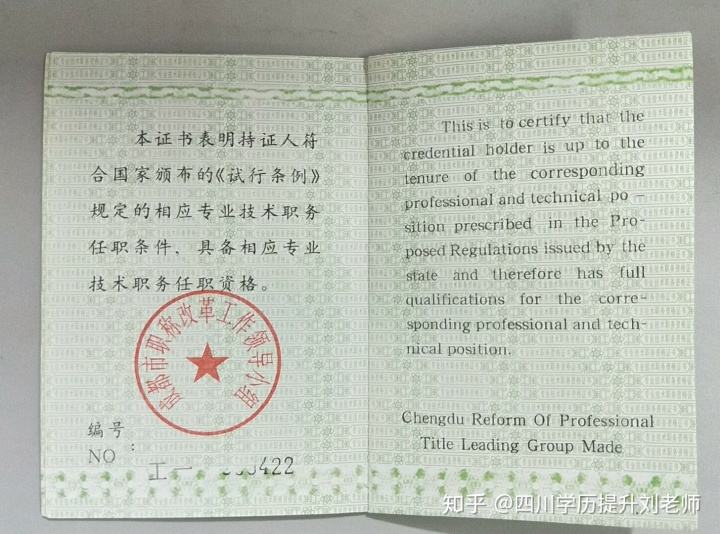 本证书表明持证人符
合国家颁布的《试行条例》
规定的相应专业技术职务
任职条件，具备相应专业
技术职务任职资格。
成都市职称改革工作领导小组
编号
NO :
工一 422
This is to certify that the
credential holder is up to the
tenure of the corresponding
professional and technical po-
sition prescribed in the Pro-
posed Regulations issued by the
state and therefore has full
qualifications for the corre-
sponding professional and tech-
nical position.
Chengdu Reform Of Professional
Title Leading Group Made
知乎 @四川学历提升刘老师